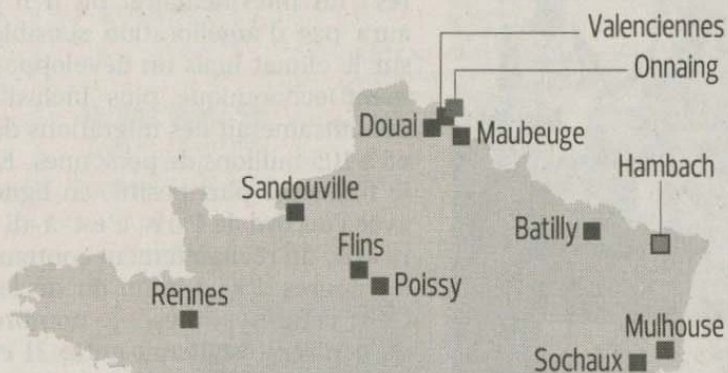 Valenciennes
Onnaing
Douai
Maubeuge
Sandouville
Hambach
Batilly
Flins
Poissy
Rennes
Mulhouse
Sochaux